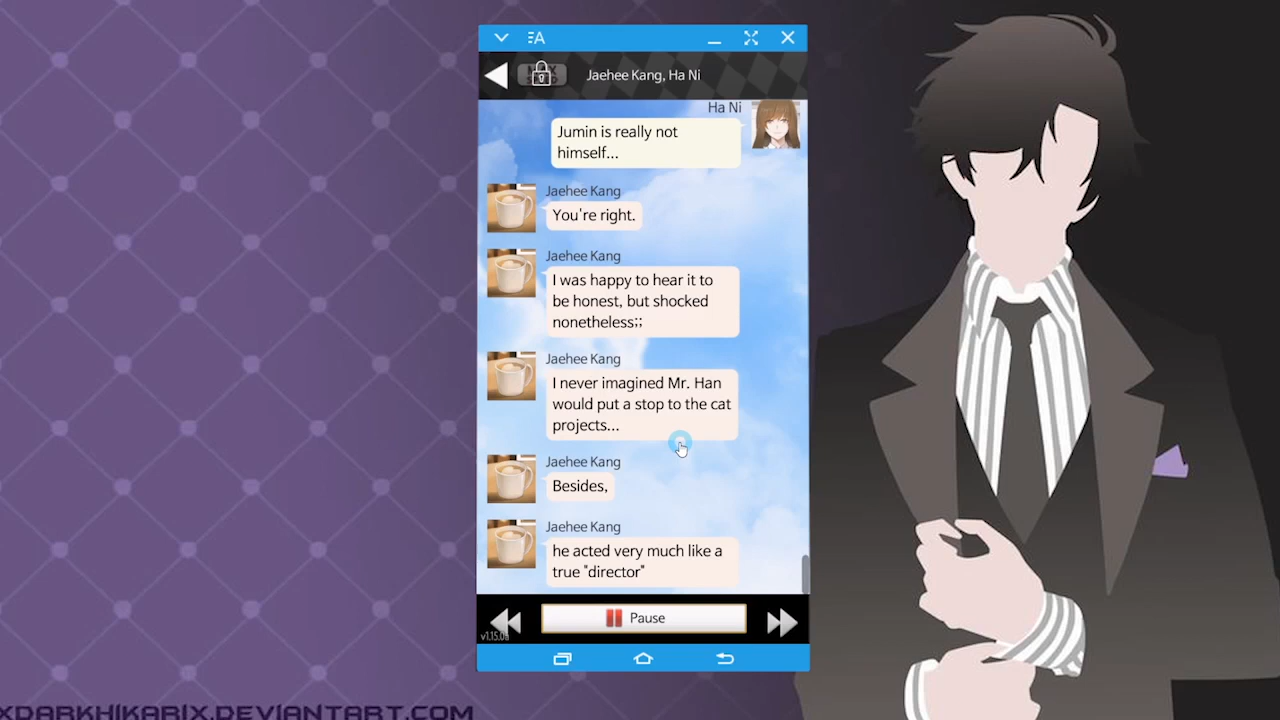 Jaehee Kang, Ha Ni
Ha Ni
Jumin is really not
himself...
Jaehee Kang
You're right.
Jaehee Kang
I was happy to hear it to
be honest, but shocked
nonetheless;;
Jaehee Kang
I never imagined Mr. Han
would put a stop to the cat
projects...
Jaehee Kang
Besides,
Jaehee Kang
he acted very much like a
true "director"
Pause
XDARKHIKARIX.DEVIANTART.COM